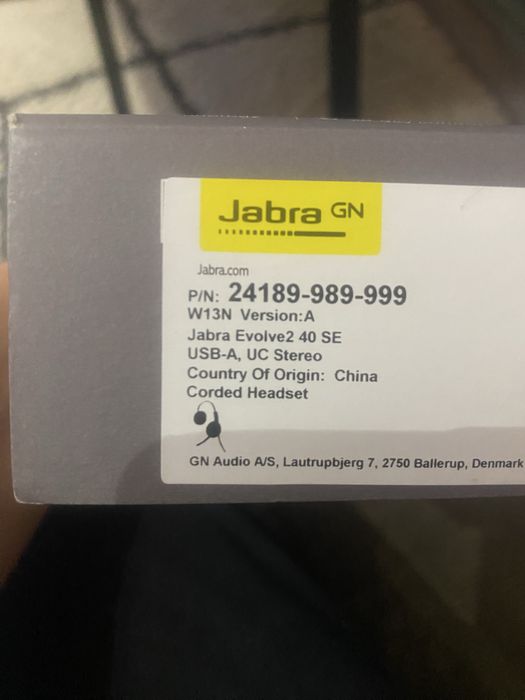 Jabra GN
Jabra.com
P/N: 24189-989-999
W13N Version:A
Jabra Evolve2 40 SE
USB-A, UC Stereo
Country Of Origin: China
Corded Headset
GN Audio A/S, Lautrupbjerg 7, 2750 Ballerup, Denmark